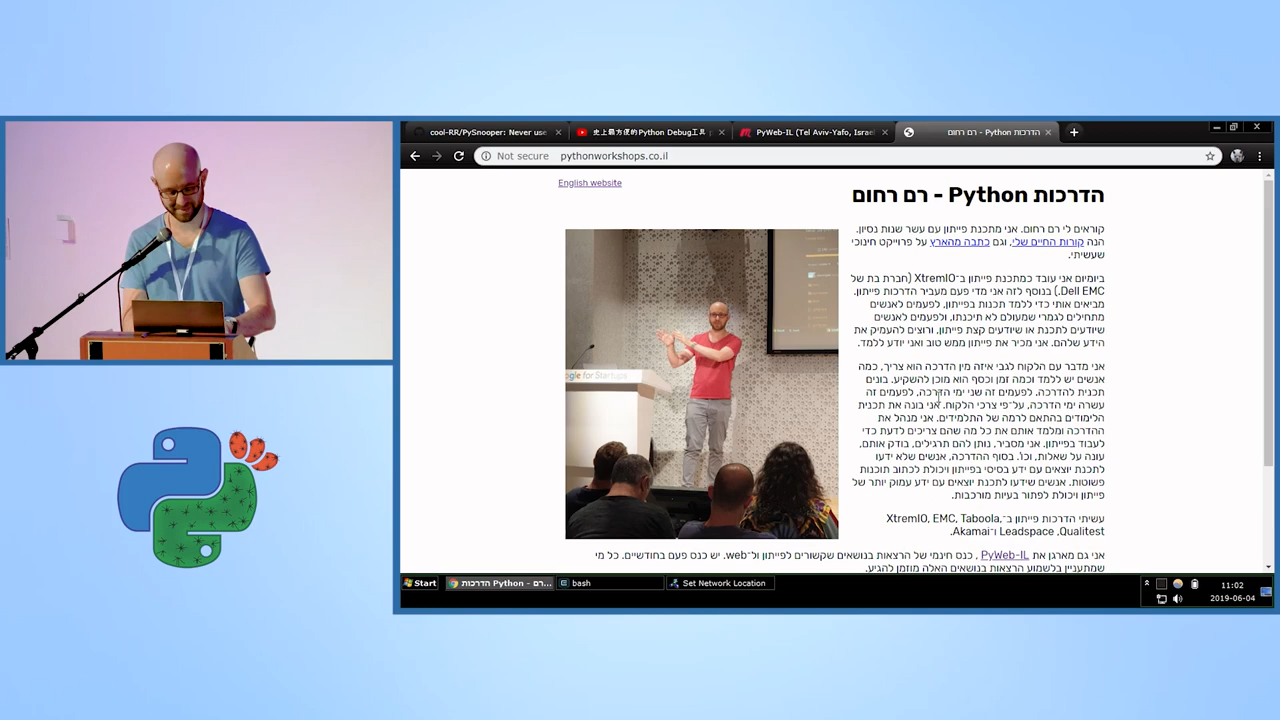 cool-RR/PySnooper: Never use
史上最方便的Python Debug工具
PyWeb-IL (Tel Aviv-Yafo, Israe
הדרכות Python - רם רחום
Not secure
pythonworkshops.co.il
English website
הדרכות Python - רם רחום
קוראים לי רם רחום. אני מתכנת פייתון עם עשר שנות נסיון.
הנה קורות החיים שלי, וגם כתבה מהארץ על פרוייקט חינוכי
שעשיתי.
ביומיום אני עובד כמתכנת פייתון ב־XtremIO (חברת בת של
Dell EMC.) בנוסף לזה אני מדי פעם מעביר הדרכות פייתון.
מביאים אותי כדי ללמד תכנות בפייתון, לפעמים לאנשים
מתחילים לגמרי שמעולם לא תיכנתו, ולפעמים לאנשים
שיודעים לתכנת או שיודעים קצת פייתון, ורוצים להעמיק את
הידע שלהם. אני מכיר את פייתון ממש טוב ואני יודע ללמד.
אני מדבר עם הלקוח לגבי איזה מין הדרכה הוא צריך, כמה
אנשים יש ללמד וכמה זמן וכסף הוא מוכן להשקיע. בונים
תכנית להדרכה. לפעמים זה שני ימי הדרכה, לפעמים זה
עשרה ימי הדרכה, על־פי צרכי הלקוח. אני בונה את תכנית
הלימודים בהתאם לרמה של התלמידים. אני מנהל את
ההדרכה ומלמד אותם את כל מה שהם צריכים לדעת כדי
לעבוד בפייתון. אני מסביר, נותן להם תרגילים, בודק אותם,
עונה על שאלות, וכו'. בסוף ההדרכה, אנשים שלא ידעו
לתכנת יוצאים עם ידע בסיסי בפייתון ויכולת לכתוב תוכנות
פשוטות. אנשים שידעו לתכנת יוצאים עם ידע עמוק יותר של
פייתון ויכולת לפתור בעיות מורכבות.
עשיתי הדרכות פייתון ב־XtremIO, EMC, Taboola,
Qualitest, Leadspace ו־Akamai.
אני גם מארגן את PyWeb-IL , כנס חינמי של הרצאות בנושאים שקשורים לפייתון ול־web. יש כנס פעם בחודשיים. כל מי
שמתעניין בלשמוע הרצאות בנושאים האלה מוזמן להגיע.
ogle for Startups
Start
הדרכות Python - רם...
bash
Set Network Location
11:02
2019-06-04